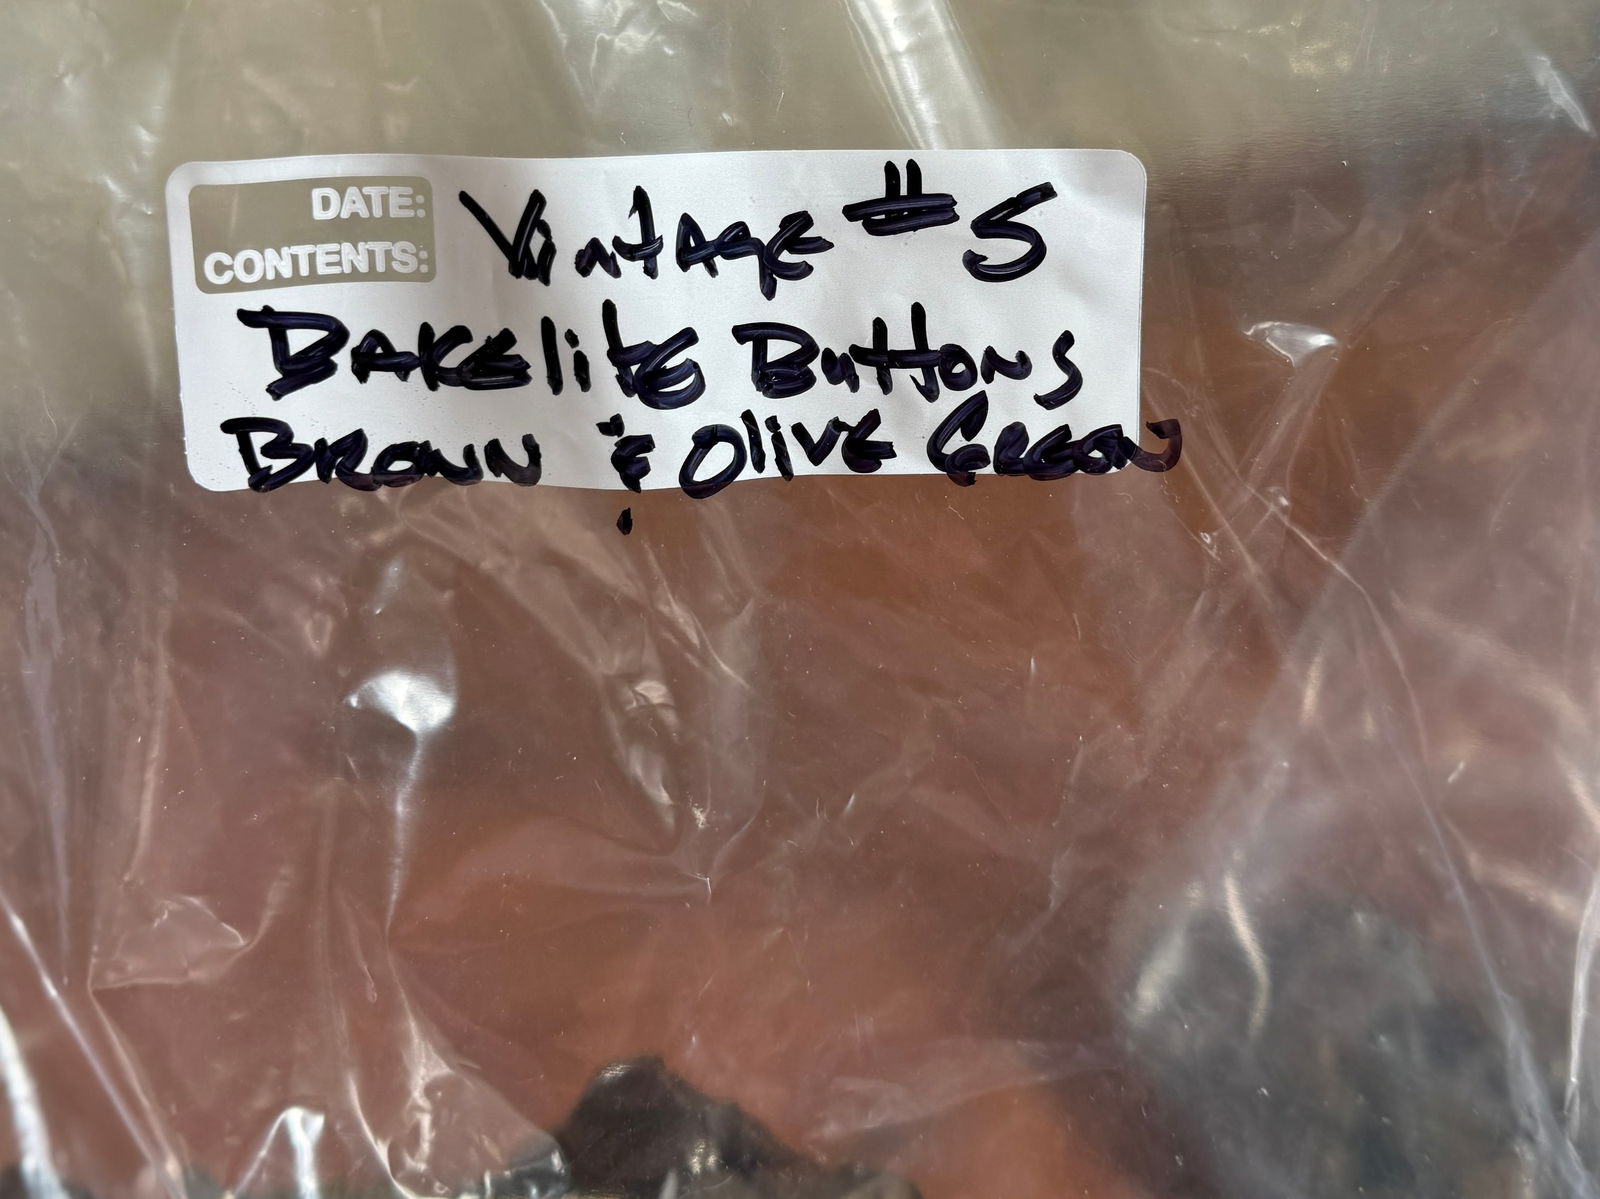 DATE:
CONTENTS:
Vintage #5
Bakelite Buttons
Brown & Olive Green